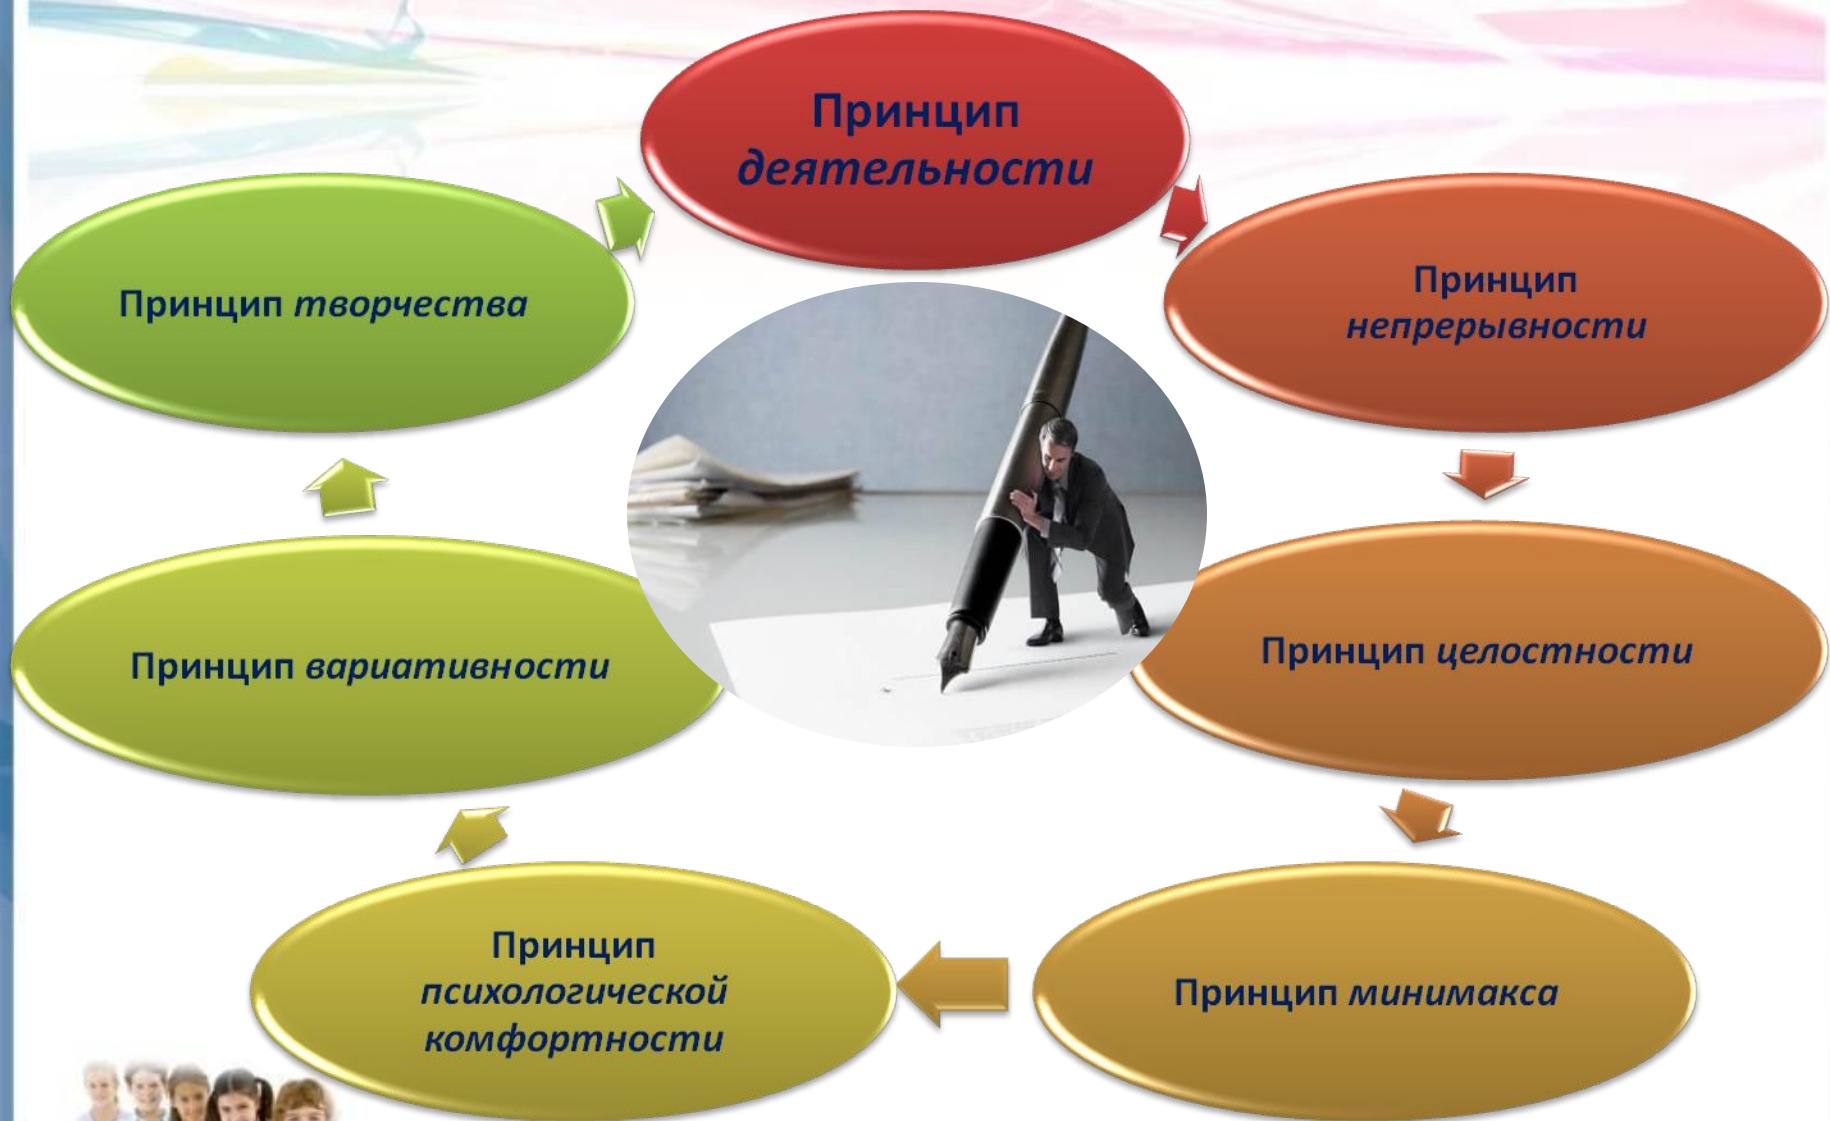 Принцип
деятельности
Принцип
непрерывности
Принцип целостности
Принцип минимакса
Принцип
психологической
комфортности
Принцип вариативности
Принцип творчества